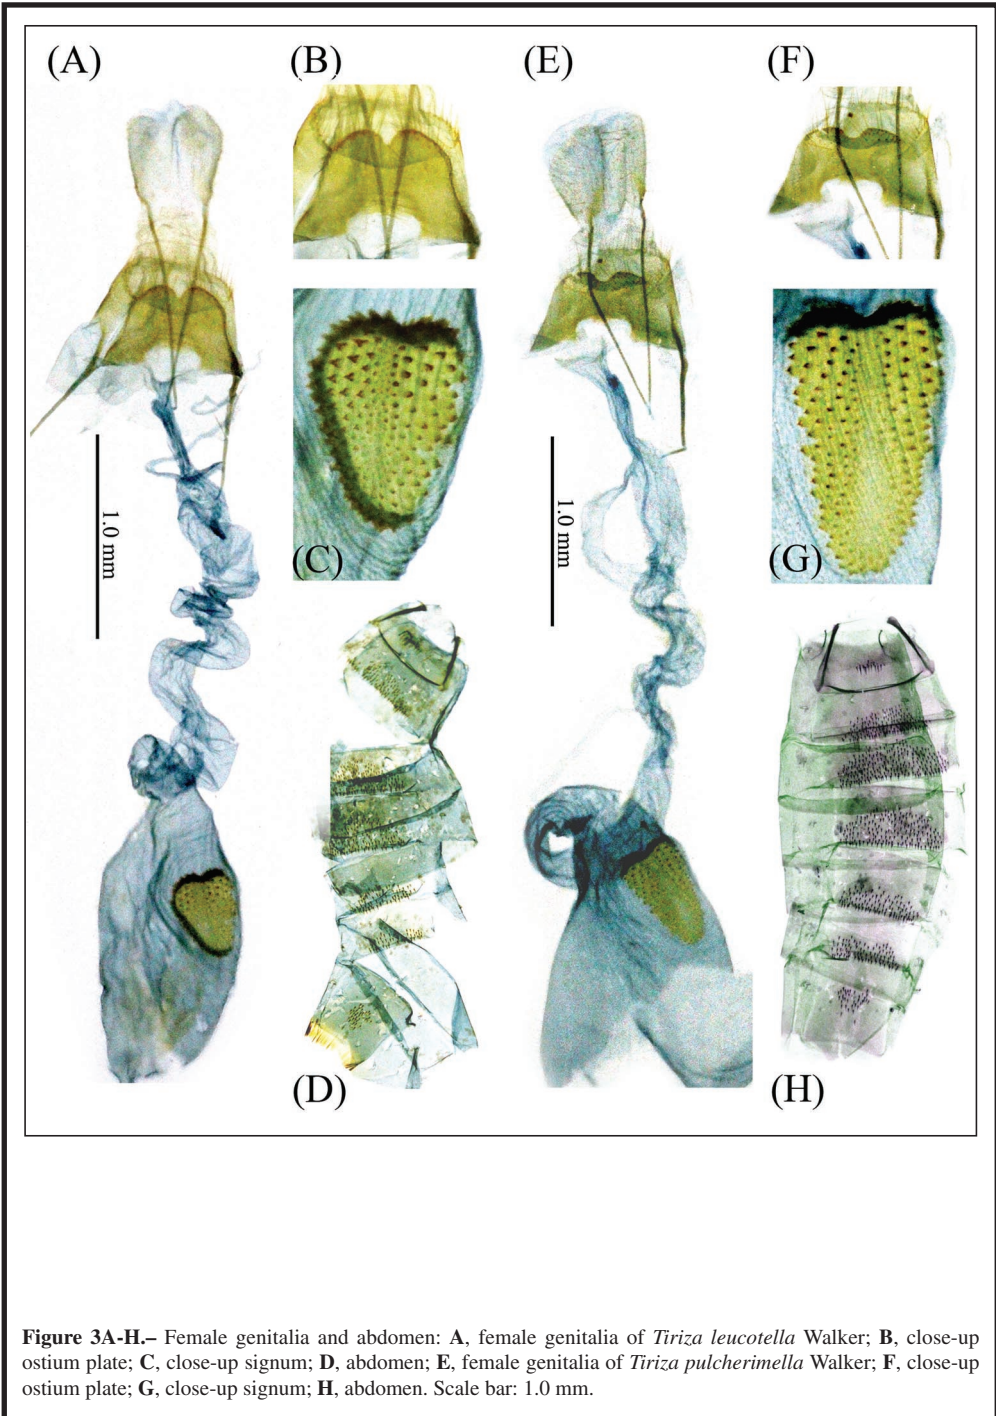 (A)
(B)
(E)
(F)
(C)
(G)
1.0 mm
1.0 mm
(D)
(H)
Figure 3A-H.– Female genitalia and abdomen: A, female genitalia of Tiriza leucotella Walker; B, close-up
ostium plate; C, close-up signum; D, abdomen; E, female genitalia of Tiriza pulcherimella Walker; F, close-up
ostium plate; G, close-up signum; H, abdomen. Scale bar: 1.0 mm.